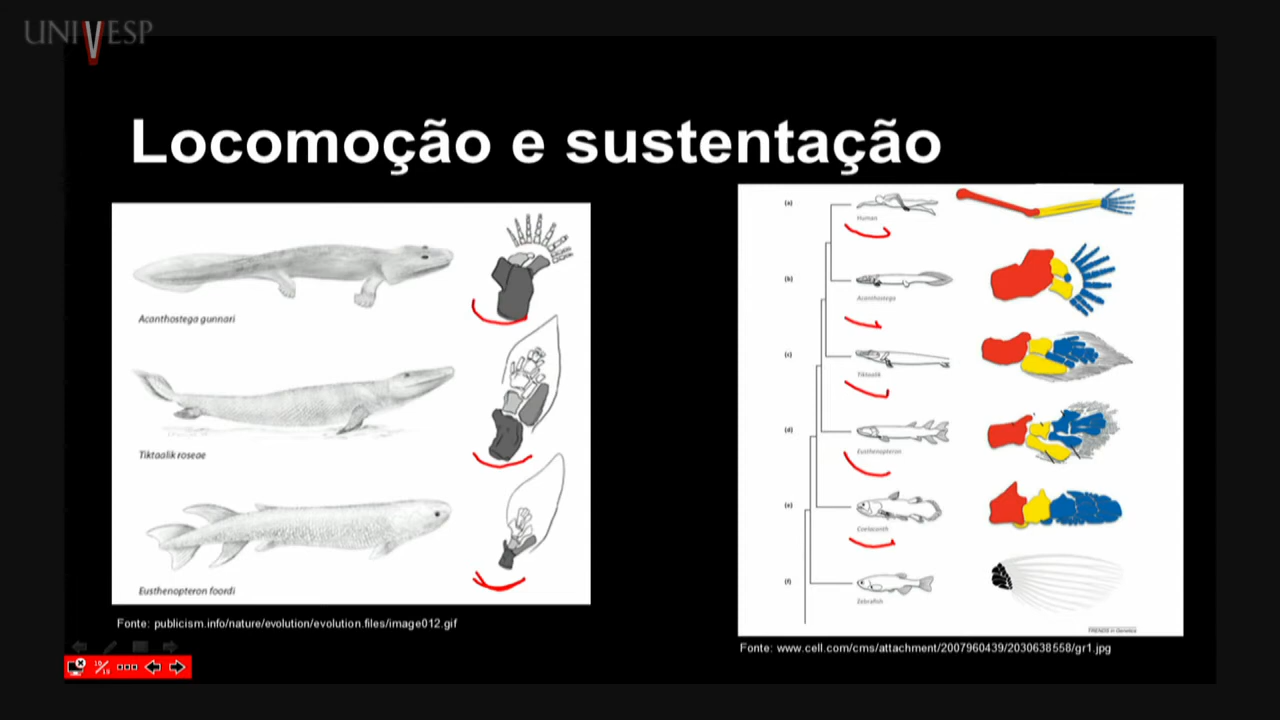 UNIVESP
Locomoção e sustentação
Acanthostega gunnari
Tiktaalik roseae
Eusthenopteron foordi
Fonte: publicism.info/nature/evolution/evolution.files/image012.gif
(a)
Human
(b)
Acanthostega
(c)
Tiktaalik
(d)
Eusthenopteron
(e)
Coelacanth
(f)
Zebrafish
TRENDS in Genetics
Fonte: www.cell.com/cms/attachment/2007960439/2030638558/gr1.jpg